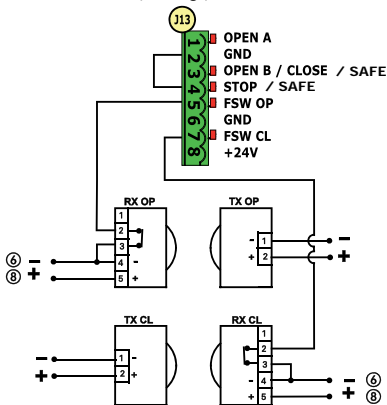 J13
1 OPEN A
2 GND
3 OPEN B / CLOSE / SAFE
4 STOP / SAFE
5 FSW OP
6 GND
7 FSW CL
8 +24V
RX OP
1
2
3
4 -
5 +
⑥ -
⑧ +
TX OP
- 1 -
+ 2 +
TX CL
- 1 -
+ 2 +
RX CL
1
2
3
- 4 - ⑥
+ 5 + ⑧